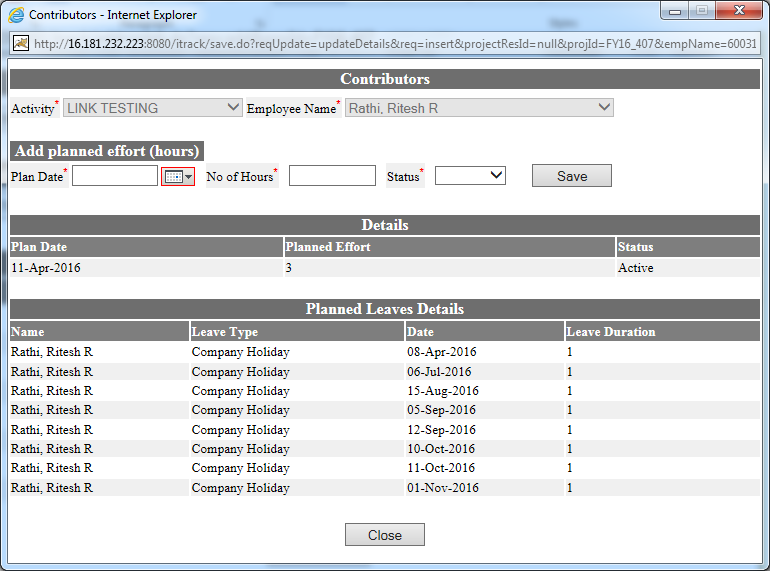 Contributors - Internet Explorer
http://16.181.232.223:8080/itrack/save.do?reqUpdate=updateDetails&req=insert&projectResId=null&projId=FY16_407&empName=60031
Contributors
Activity* LINK TESTING Employee Name* Rathi, Ritesh R
Add planned effort (hours)
Plan Date* No of Hours* Status* Save
Details
Plan Date Planned Effort Status
11-Apr-2016 3 Active
Planned Leaves Details
Name Leave Type Date Leave Duration
Rathi, Ritesh R Company Holiday 08-Apr-2016 1
Rathi, Ritesh R Company Holiday 06-Jul-2016 1
Rathi, Ritesh R Company Holiday 15-Aug-2016 1
Rathi, Ritesh R Company Holiday 05-Sep-2016 1
Rathi, Ritesh R Company Holiday 12-Sep-2016 1
Rathi, Ritesh R Company Holiday 10-Oct-2016 1
Rathi, Ritesh R Company Holiday 11-Oct-2016 1
Rathi, Ritesh R Company Holiday 01-Nov-2016 1
Close